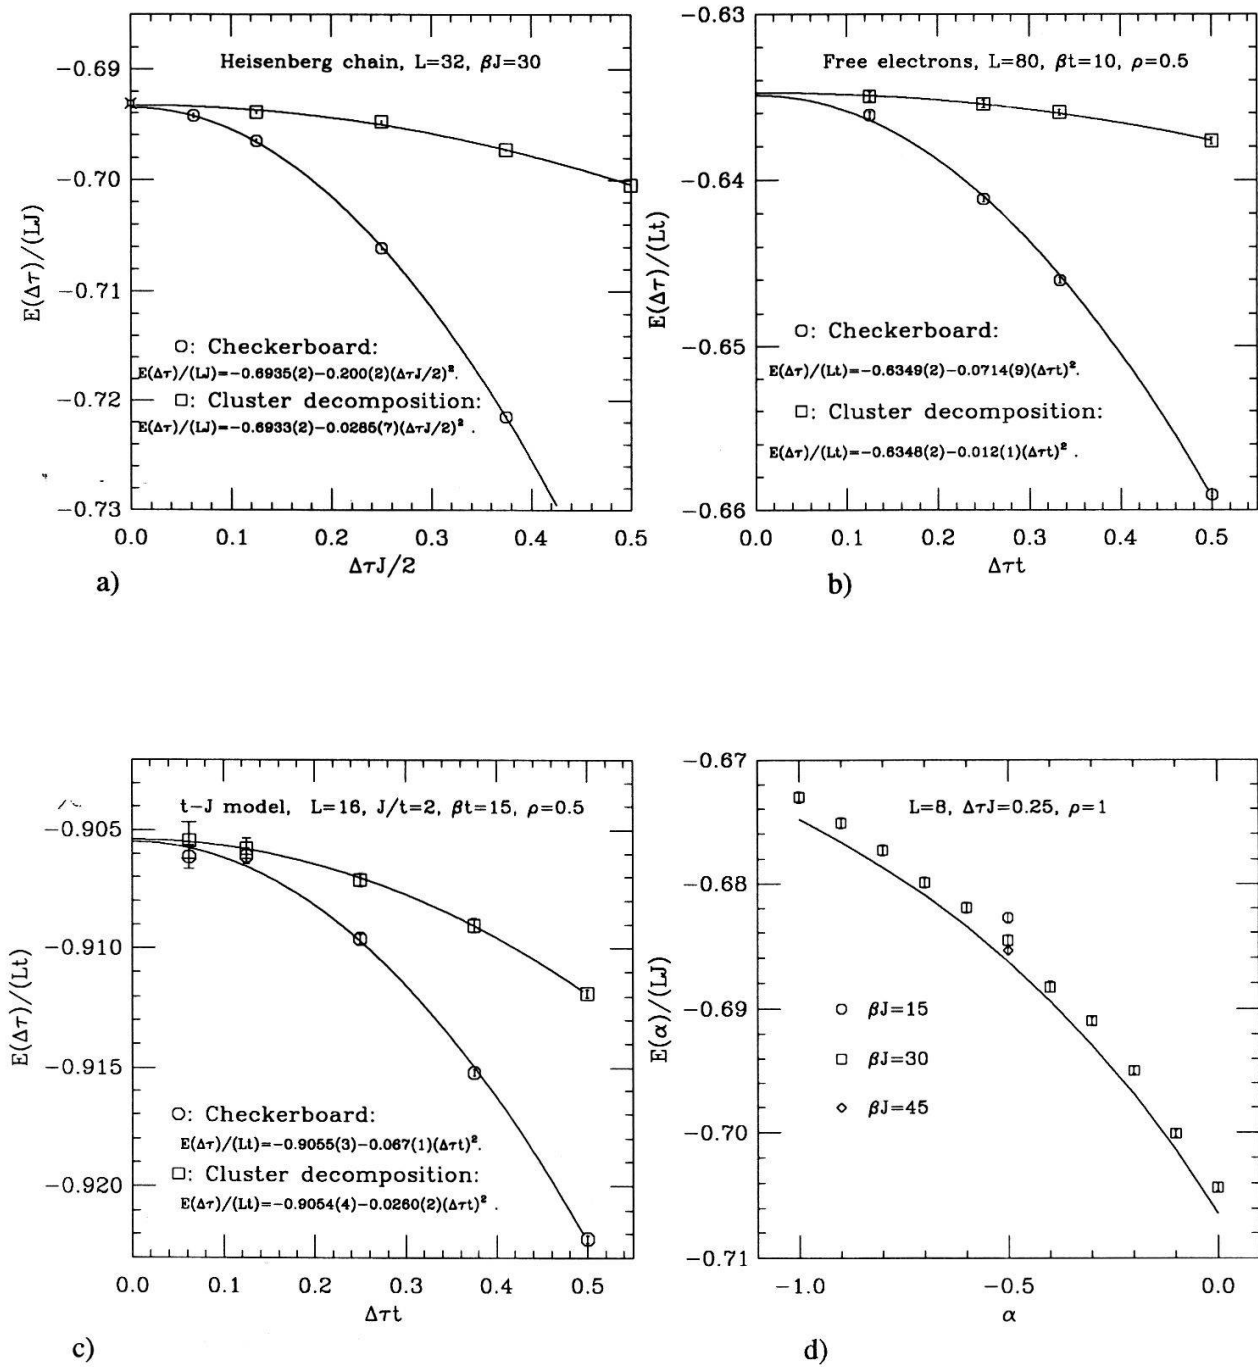 Heisenberg chain, L=32, βJ=30
E(Δτ)/(LJ)
−0.69
−0.70
−0.71
−0.72
−0.73
O: Checkerboard:
E(Δτ)/(LJ)=−0.6935(2)−0.200(2)(ΔτJ/2)².
□: Cluster decomposition:
E(Δτ)/(LJ)=−0.6933(2)−0.0285(7)(ΔτJ/2)² .
0.0 0.1 0.2 0.3 0.4 0.5
ΔτJ/2
a)
Free electrons, L=80, βt=10, ρ=0.5
E(Δτ)/(Lt)
−0.63
−0.64
−0.65
−0.66
O: Checkerboard:
E(Δτ)/(Lt)=−0.6349(2)−0.0714(9)(Δτt)².
□: Cluster decomposition:
E(Δτ)/(Lt)=−0.6348(2)−0.012(1)(Δτt)² .
0.0 0.1 0.2 0.3 0.4 0.5
Δτt
b)
t−J model, L=16, J/t=2, βt=15, ρ=0.5
E(Δτ)/(Lt)
−0.905
−0.910
−0.915
−0.920
O: Checkerboard:
E(Δτ)/(Lt)=−0.9055(3)−0.067(1)(Δτt)².
□: Cluster decomposition:
E(Δτ)/(Lt)=−0.9054(4)−0.0260(2)(Δτt)² .
0.0 0.1 0.2 0.3 0.4 0.5
Δτt
c)
L=8, ΔτJ=0.25, ρ=1
E(α)/(LJ)
−0.67
−0.68
−0.69
−0.70
−0.71
βJ=15
βJ=30
βJ=45
−1.0 −0.5 0.0
α
d)